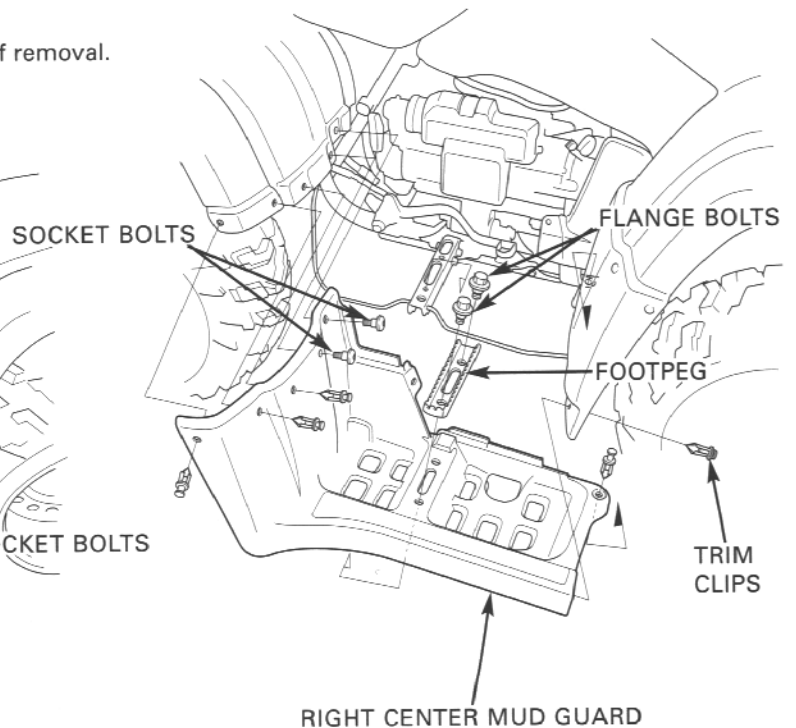 f removal.
SOCKET BOLTS
FLANGE BOLTS
FOOTPEG
CKET BOLTS
TRIM
CLIPS
RIGHT CENTER MUD GUARD